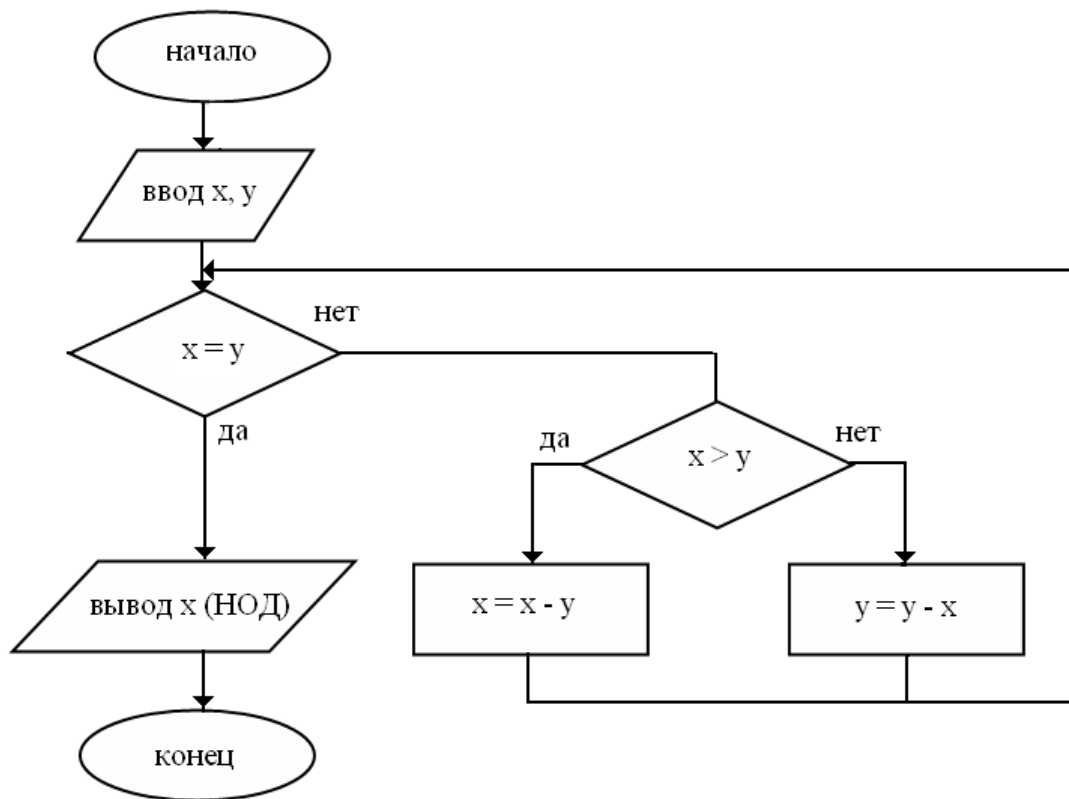 начало
ввод x, y
нет
x = y
да
да
нет
x > y
x = x - y
y = y - x
вывод x (НОД)
конец